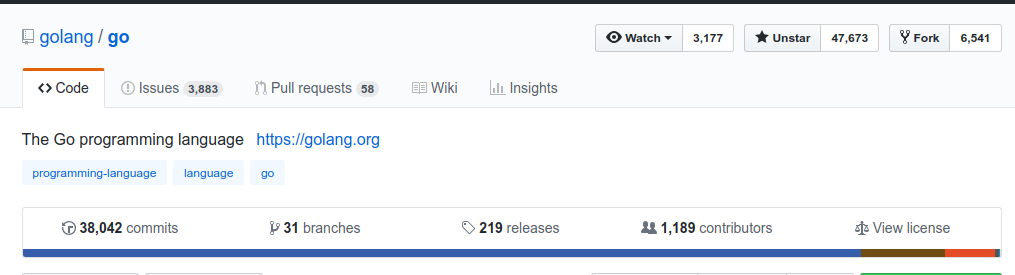 golang / go Watch 3,177 Unstar 47,673 Fork 6,541
Code Issues 3,883 Pull requests 58 Wiki Insights
The Go programming language https://golang.org
programming-language language go
38,042 commits 31 branches 219 releases 1,189 contributors View license